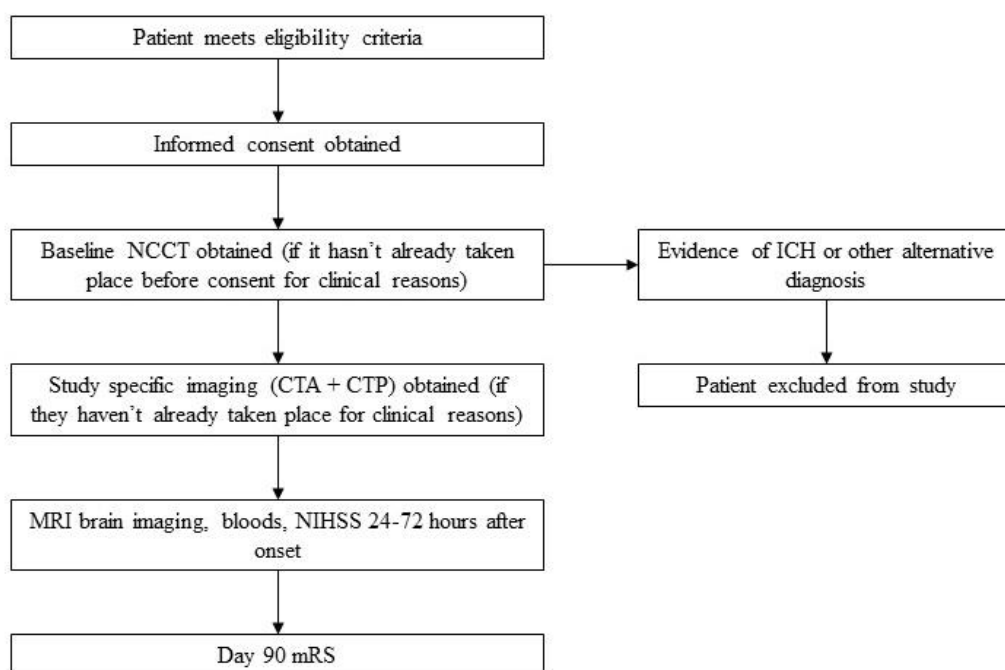 Patient meets eligibility criteria
Informed consent obtained
Baseline NCCT obtained (if it hasn't already taken
place before consent for clinical reasons)
Evidence of ICH or other alternative
diagnosis
Study specific imaging (CTA + CTP) obtained (if
they haven't already taken place for clinical reasons)
Patient excluded from study
MRI brain imaging, bloods, NIHSS 24-72 hours after
onset
Day 90 mRS